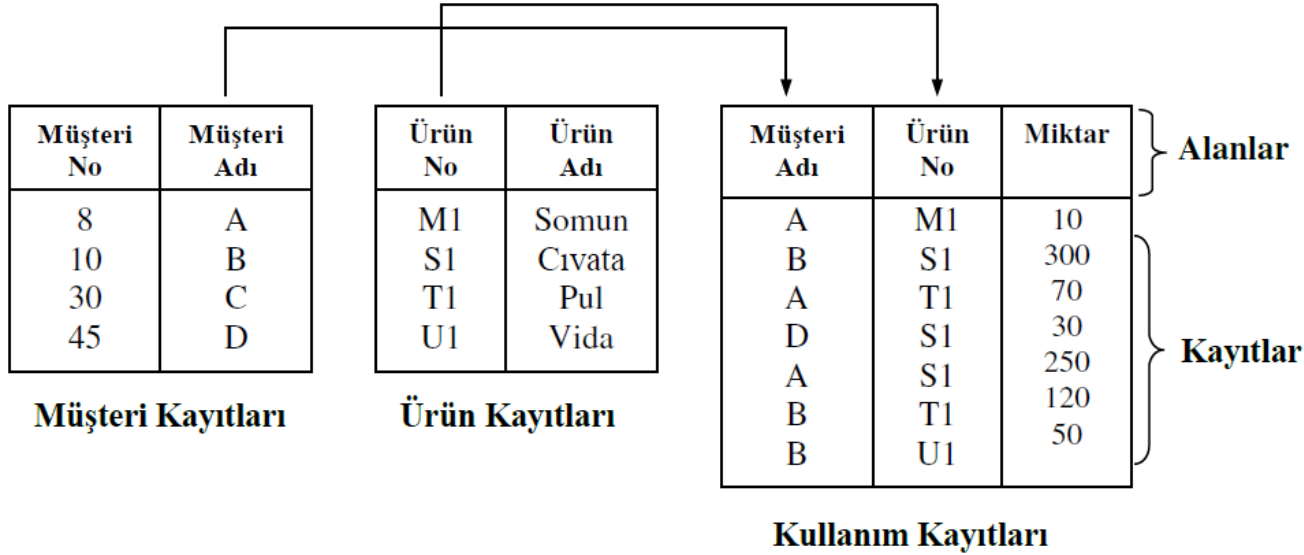 Müşteri No
Müşteri Adı
8 A
10 B
30 C
45 D
Müşteri Kayıtları
Ürün No
Ürün Adı
M1 Somun
S1 Cıvata
T1 Pul
U1 Vida
Ürün Kayıtları
Müşteri Adı
Ürün No
Miktar
A M1 10
B S1 300
A T1 70
D S1 30
A S1 250
B T1 120
B U1 50
Kullanım Kayıtları
Alanlar
Kayıtlar